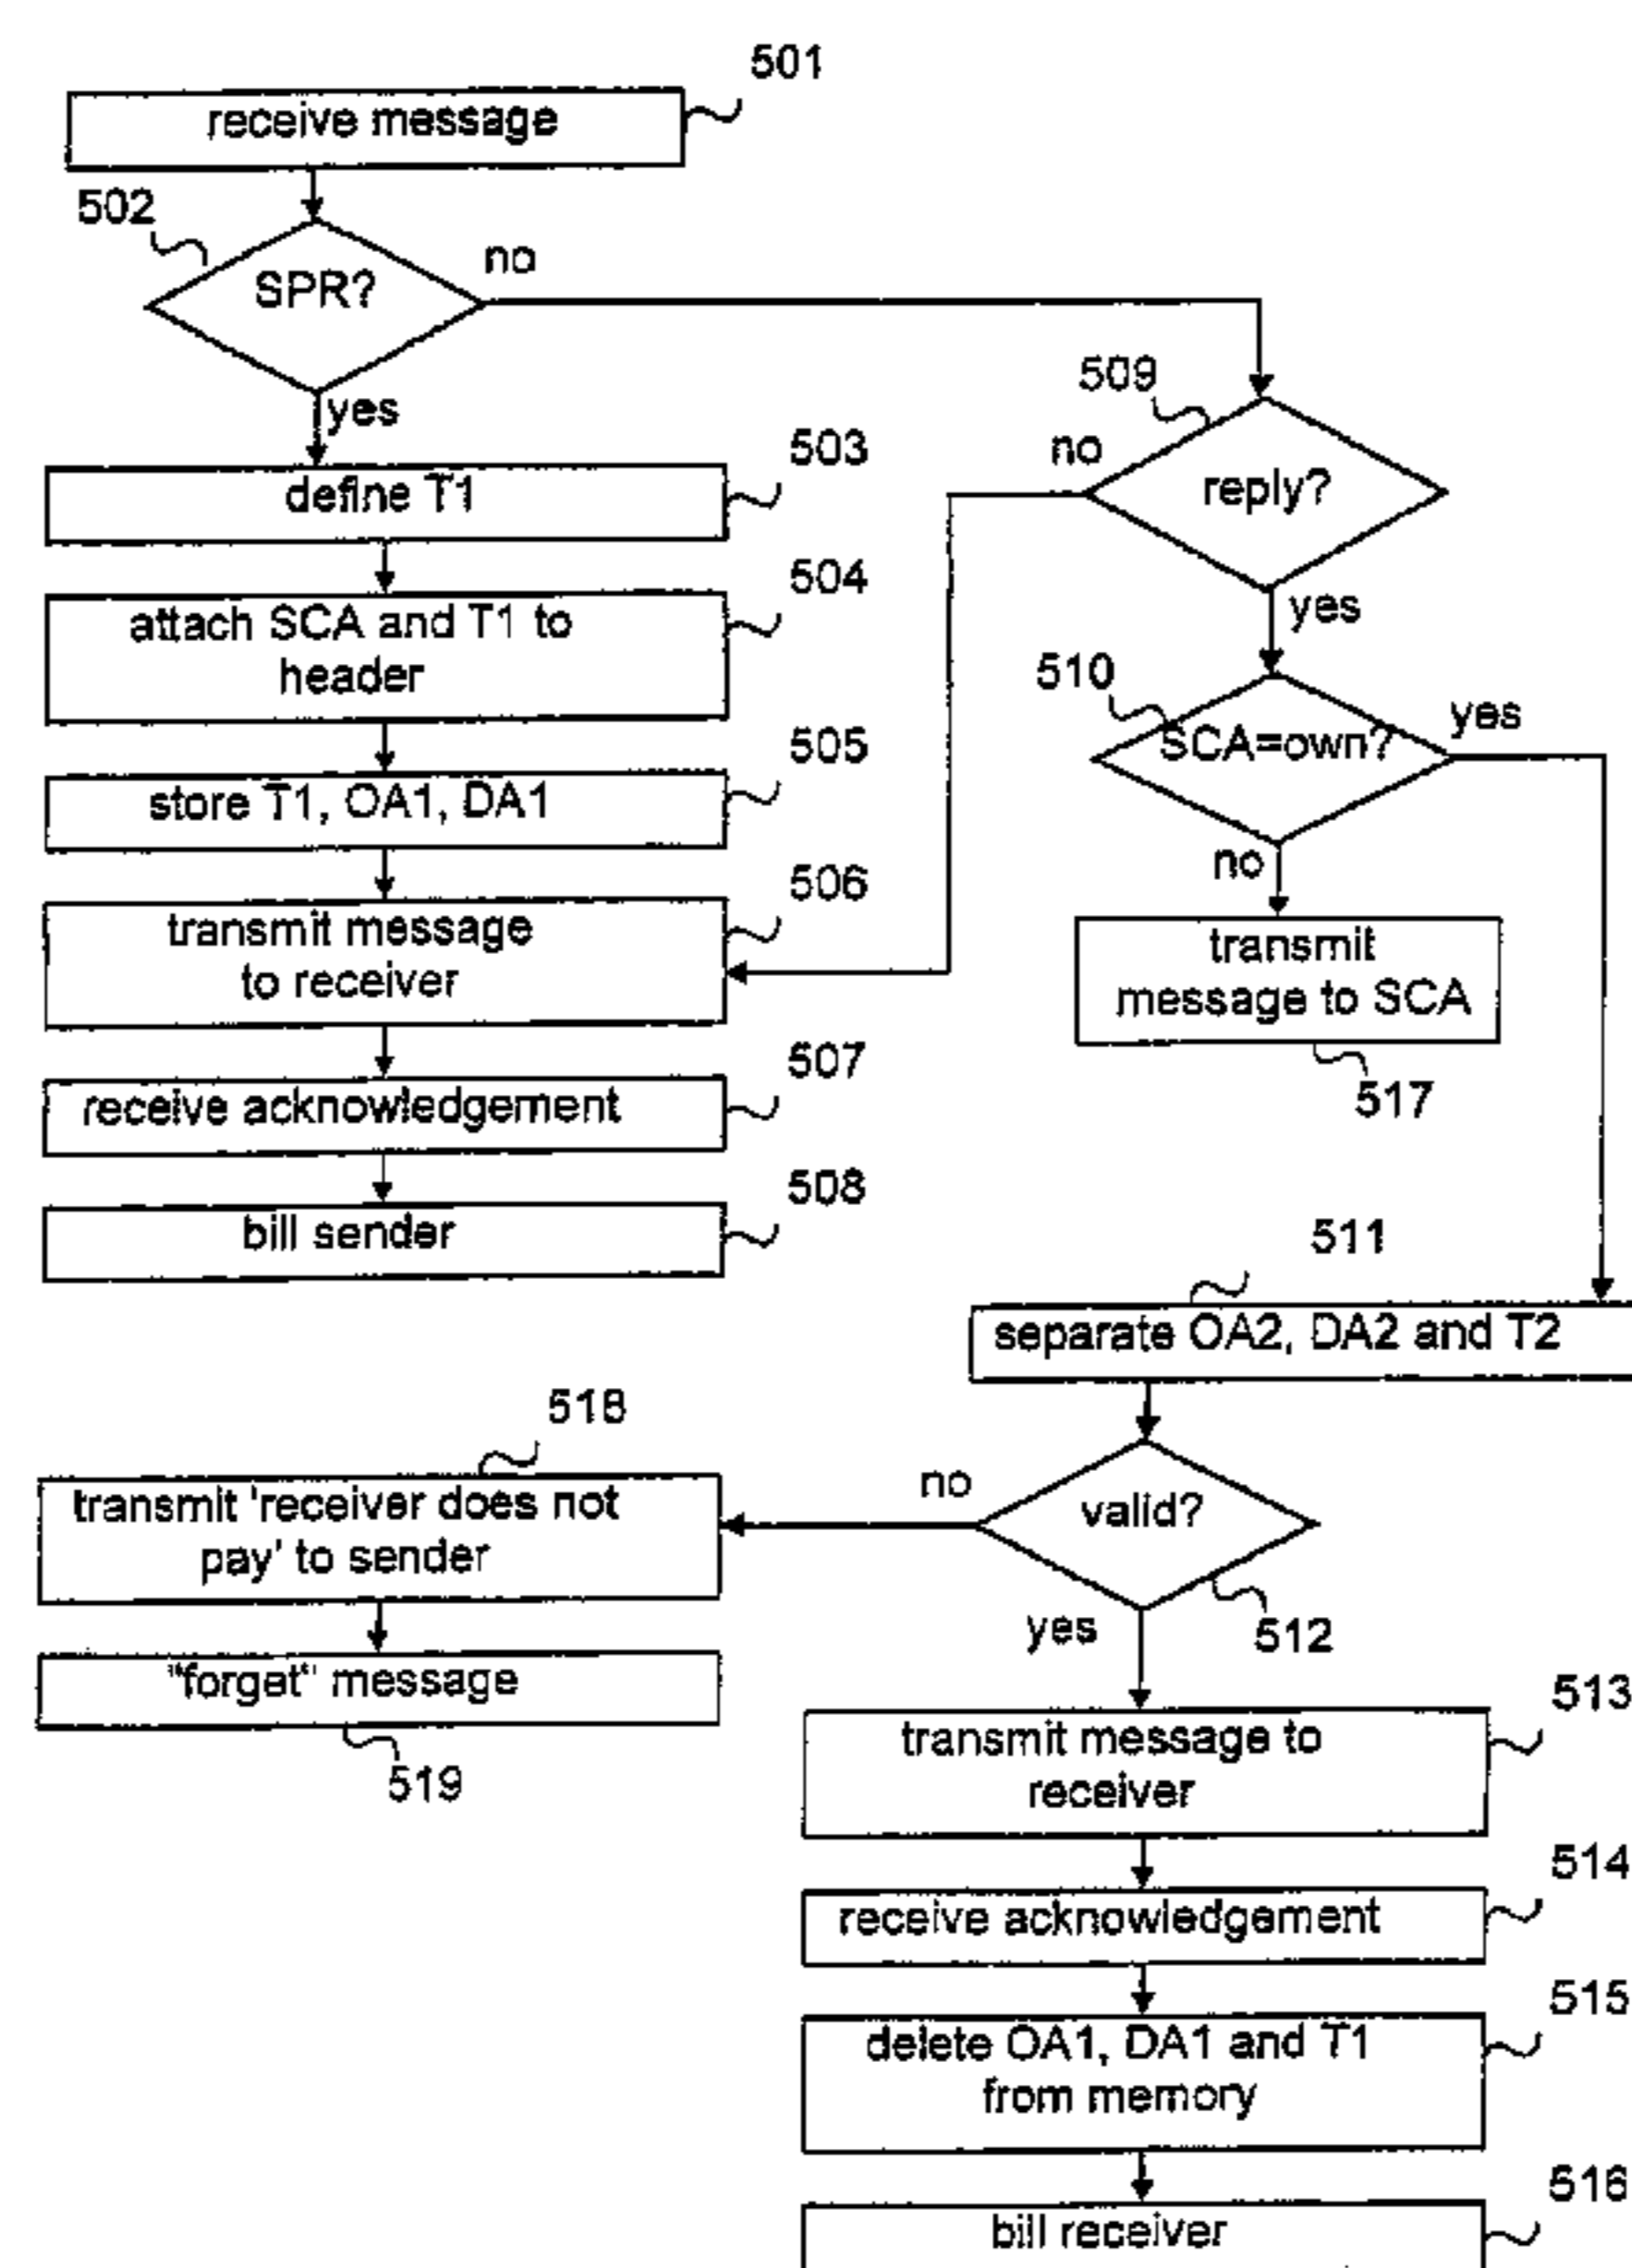 501
receive message
502
SPR?
no
yes
503
define T1
504
attach SCA and T1 to
header
505
store T1, OA1, DA1
506
transmit message
to receiver
507
receive acknowledgement
508
bill sender
509
no
reply?
yes
510
SCA=own?
yes
no
transmit
message to SCA
517
511
separate OA2, DA2 and T2
518
transmit 'receiver does not
pay' to sender
no
valid?
yes
512
"forget" message
519
513
transmit message to
receiver
514
receive acknowledgement
515
delete OA1, DA1 and T1
from memory
516
bill receiver